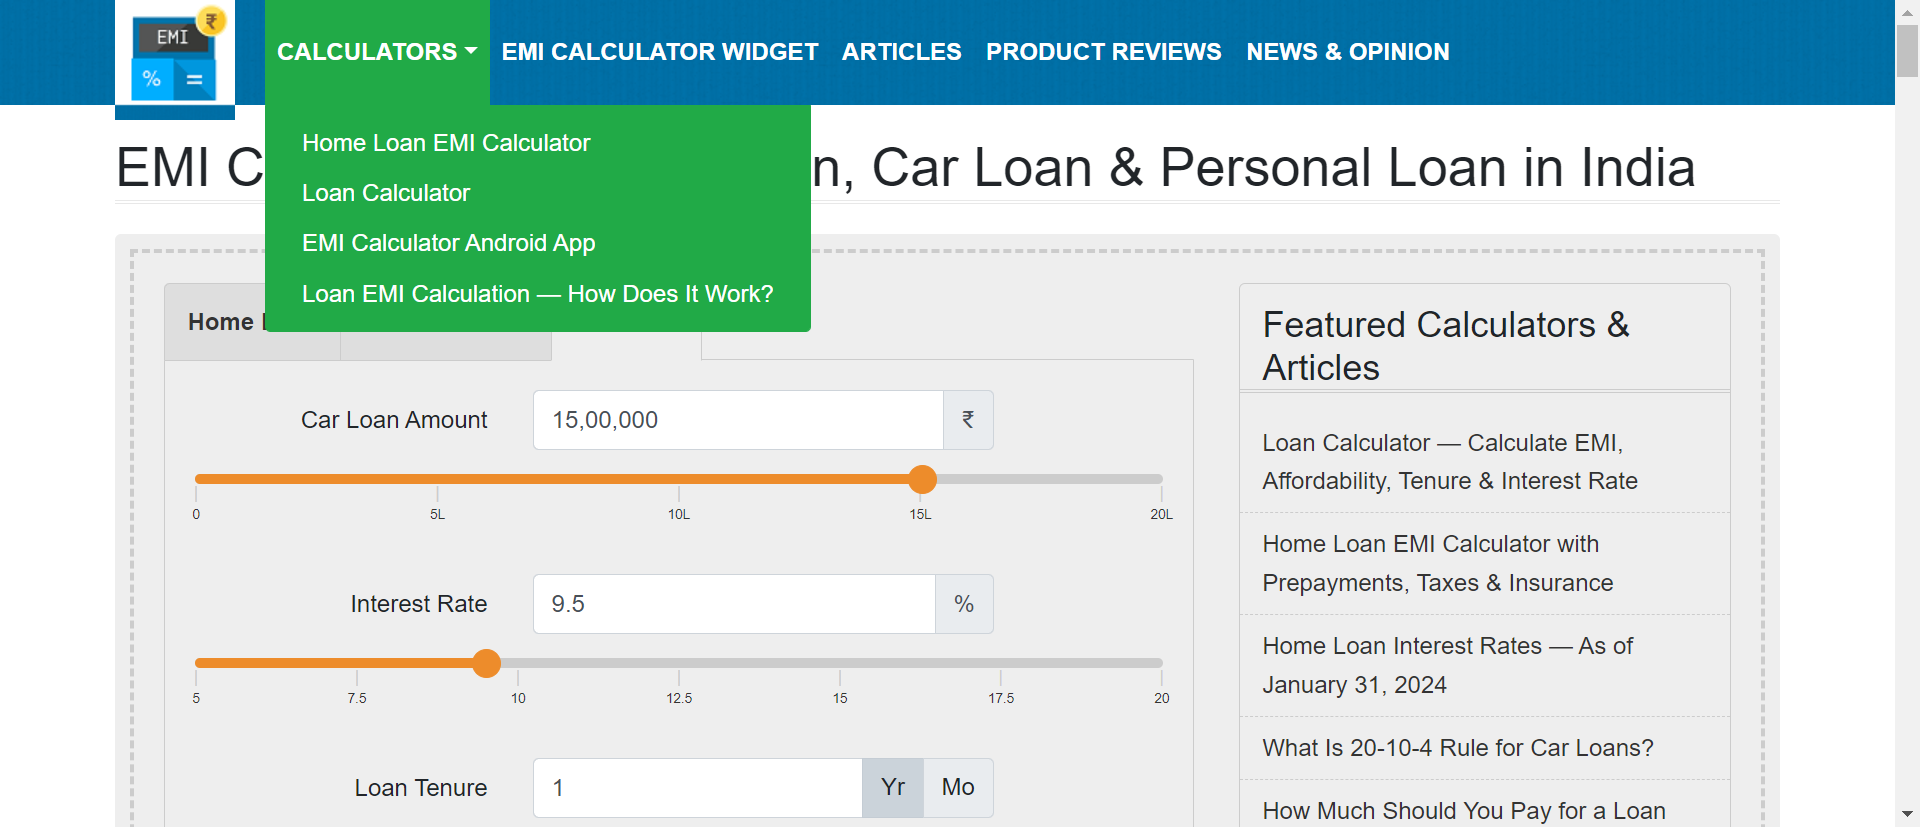 EMI
₹
%
=
CALCULATORS
EMI CALCULATOR WIDGET
ARTICLES
PRODUCT REVIEWS
NEWS & OPINION
Home Loan EMI Calculator
Loan Calculator
EMI Calculator Android App
Loan EMI Calculation — How Does It Work?
EMI C
n, Car Loan & Personal Loan in India
Home
Car Loan Amount
15,00,000
₹
0
5L
10L
15L
20L
Interest Rate
9.5
%
5
7.5
10
12.5
15
17.5
20
Loan Tenure
1
Yr
Mo
Featured Calculators &
Articles
Loan Calculator — Calculate EMI,
Affordability, Tenure & Interest Rate
Home Loan EMI Calculator with
Prepayments, Taxes & Insurance
Home Loan Interest Rates — As of
January 31, 2024
What Is 20-10-4 Rule for Car Loans?
How Much Should You Pay for a Loan